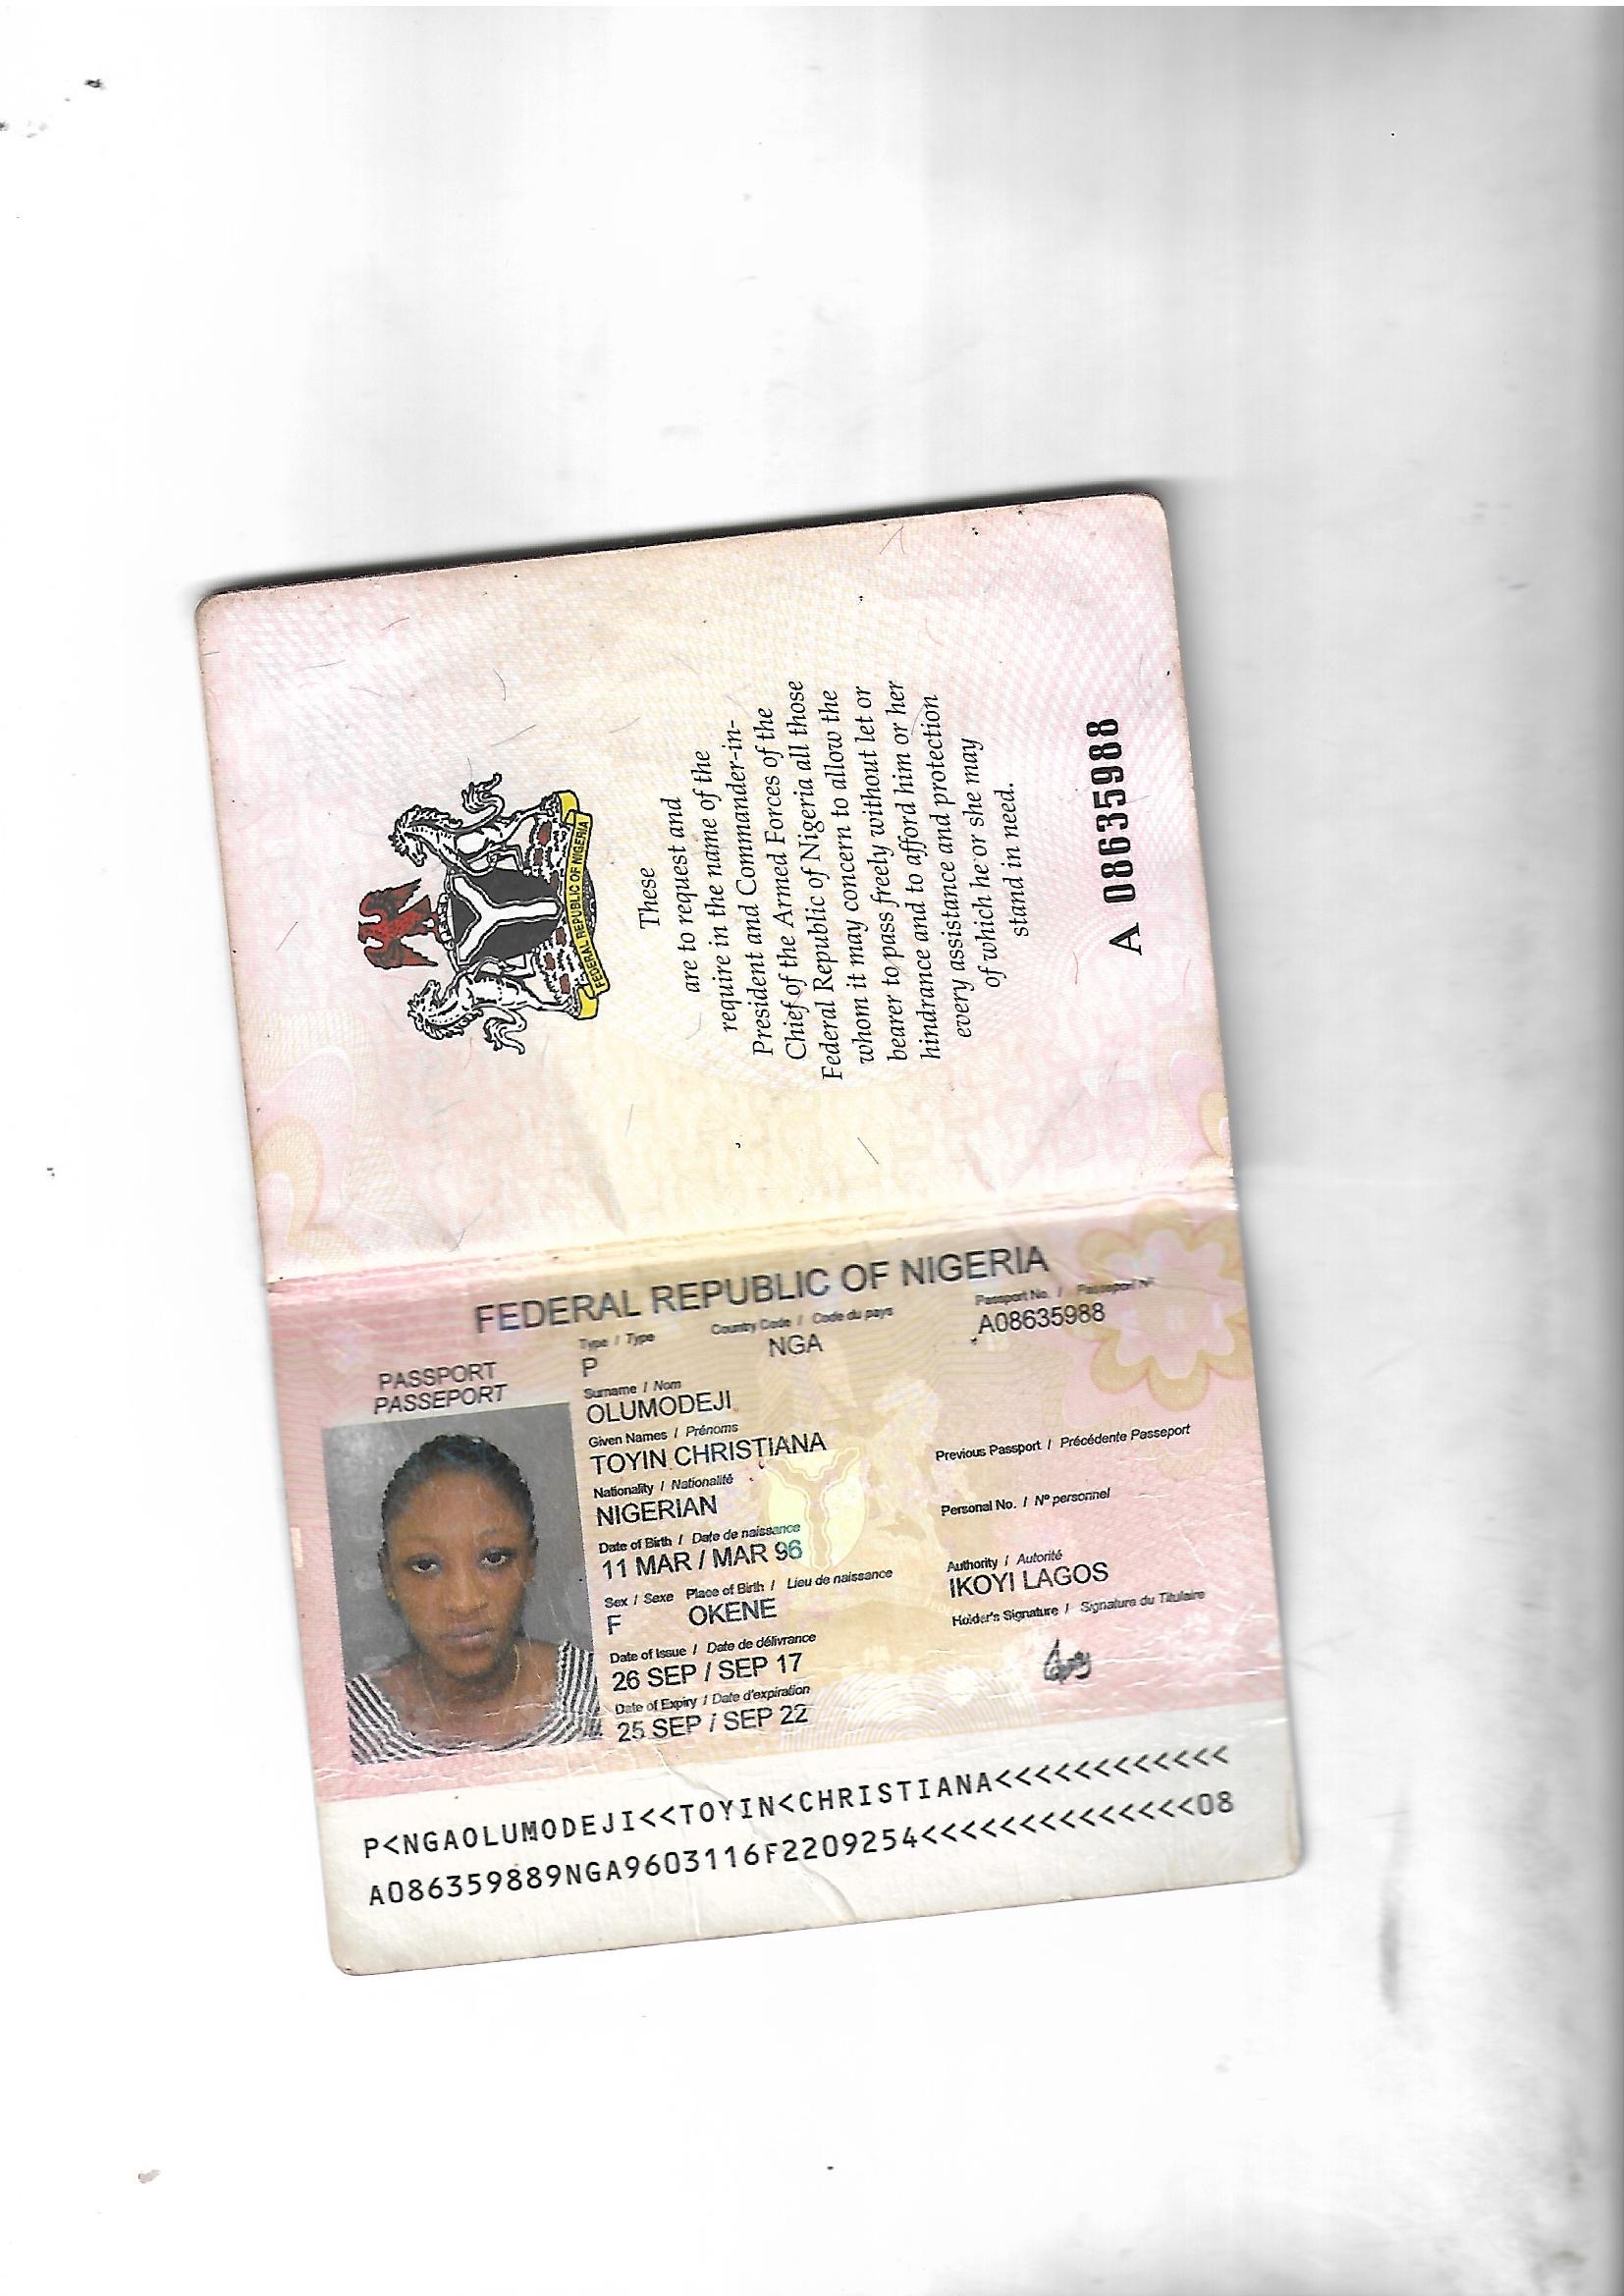 FEDERAL REPUBLIC OF NIGERIA
These
are to request and
require in the name of the
President and Commander-in-
Chief of the Armed Forces of the
Federal Republic of Nigeria all those
whom it may concern to allow the
bearer to pass freely without let or
hindrance and to afford him or her
every assistance and protection
of which he or she may
stand in need.
A 08635988
FEDERAL REPUBLIC OF NIGERIA
PASSPORT
PASSEPORT
Type / Type Country Code / Code du pays Passport No. / Passeport Nº
P NGA A08635988
Surname / Nom
OLUMODEJI
Given Names / Prénoms
TOYIN CHRISTIANA
Previous Passport / Précédente Passeport
Nationality / Nationalité
NIGERIAN
Personal No. / Nº personnel
Date of Birth / Date de naissance
11 MAR / MAR 96
Authority / Autorité
IKOYI LAGOS
Sex / Sexe Place of Birth / Lieu de naissance
F OKENE
Holder's Signature / Signature du Titulaire
Date of Issue / Date de délivrance
26 SEP / SEP 17
Date of Expiry / Date d'expiration
25 SEP / SEP 22
P<NGAOLUMODEJI<<TOYIN<CHRISTIANA<<<<<<<<<<<<
A086359889NGA9603116F2209254<<<<<<<<<<<<<<08